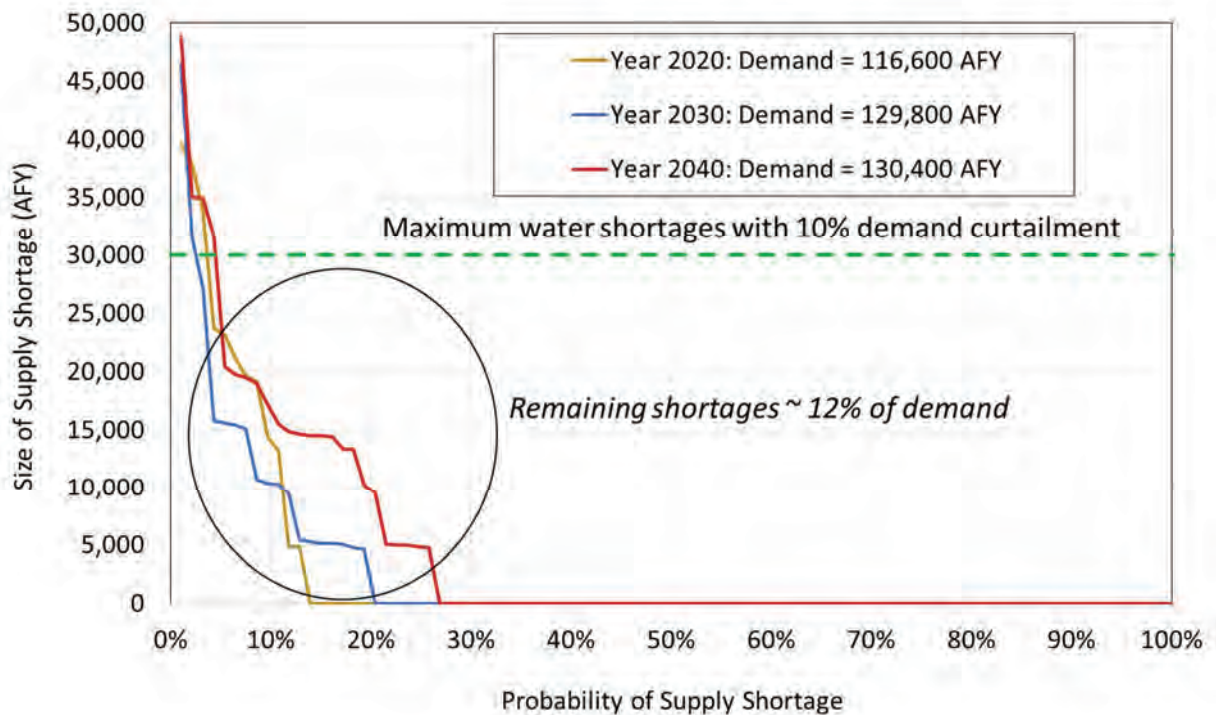 50,000
45,000
40,000
35,000
30,000
25,000
20,000
15,000
10,000
5,000
0
Size of Supply Shortage (AFY)
Year 2020: Demand = 116,600 AFY
Year 2030: Demand = 129,800 AFY
Year 2040: Demand = 130,400 AFY
Maximum water shortages with 10% demand curtailment
Remaining shortages ~ 12% of demand
0% 10% 20% 30% 40% 50% 60% 70% 80% 90% 100%
Probability of Supply Shortage